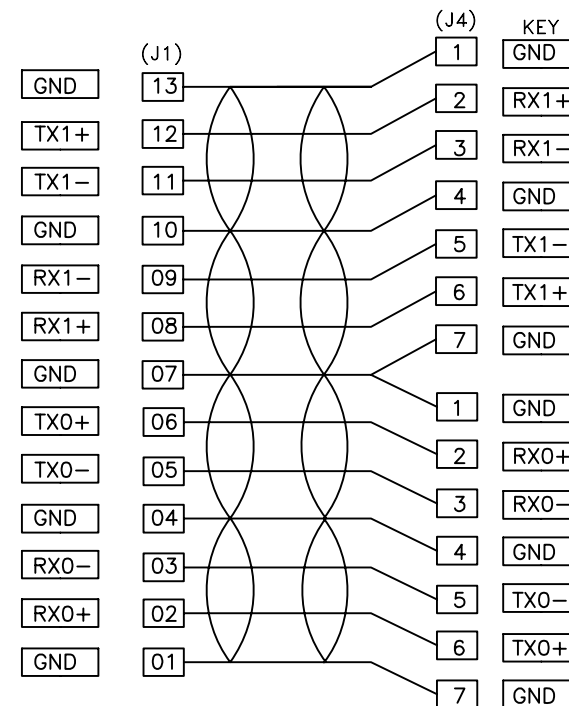 (J4) KEY
(J1) 1 GND
GND 13
2 RX1+
TX1+ 12
3 RX1−
TX1− 11
4 GND
GND 10
5 TX1−
RX1− 09
6 TX1+
RX1+ 08
7 GND
GND 07
1 GND
TX0+ 06
2 RX0+
TX0− 05
3 RX0−
GND 04
4 GND
RX0− 03
5 TX0−
RX0+ 02
6 TX0+
GND 01
7 GND